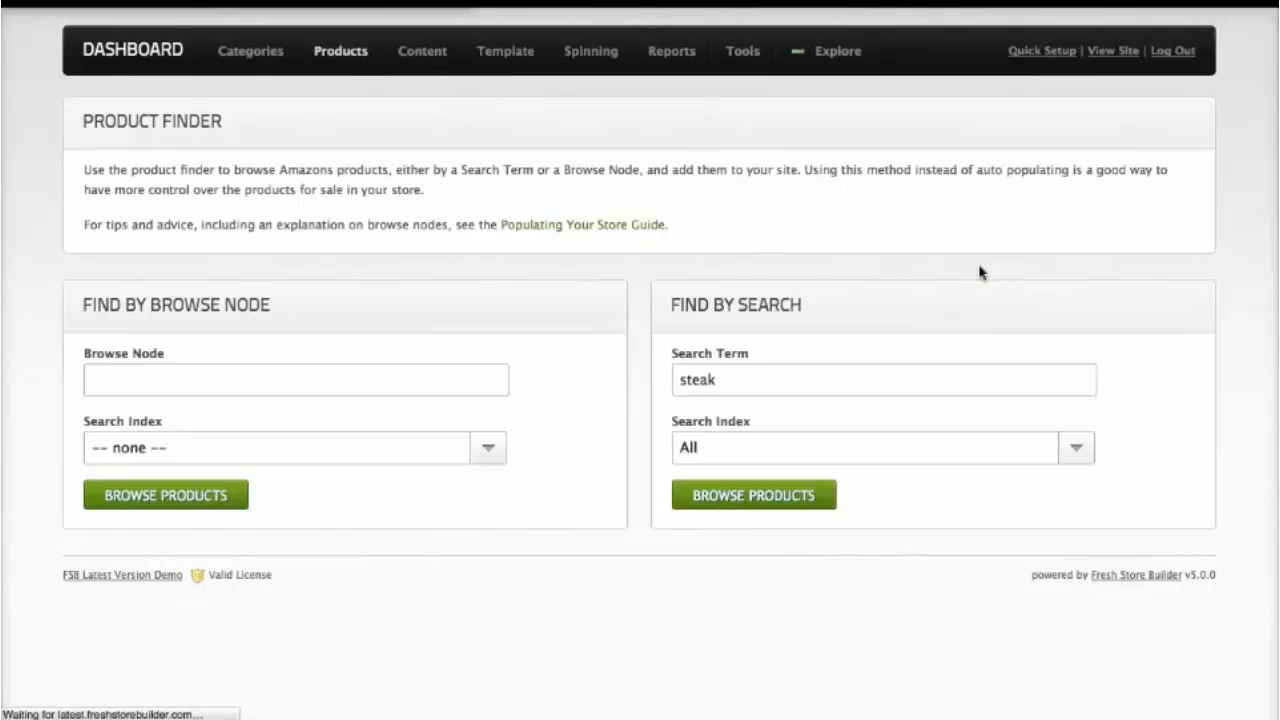 DASHBOARD Categories Products Content Template Spinning Reports Tools Explore Quick Setup | View Site | Log Out
PRODUCT FINDER
Use the product finder to browse Amazons products, either by a Search Term or a Browse Node, and add them to your site. Using this method instead of auto populating is a good way to
have more control over the products for sale in your store.
For tips and advice, including an explanation on browse nodes, see the Populating Your Store Guide.
FIND BY BROWSE NODE
Browse Node
Search Index
-- none --
BROWSE PRODUCTS
FIND BY SEARCH
Search Term
steak
Search Index
All
BROWSE PRODUCTS
FSB Latest Version Demo Valid License
powered by Fresh Store Builder v5.0.0
Waiting for latest.freshstorebuilder.com...